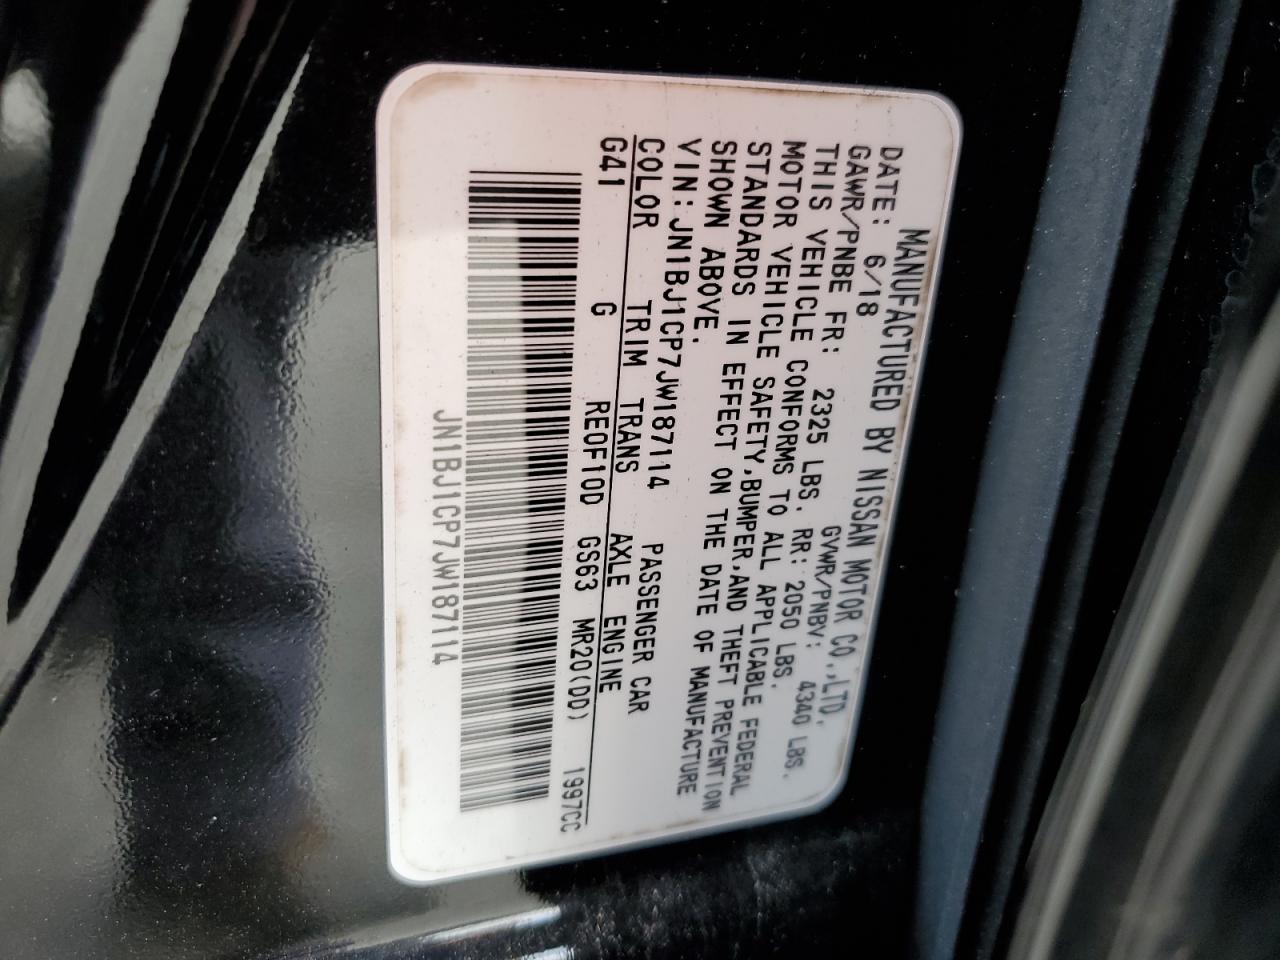 MANUFACTURED BY NISSAN MOTOR CO.,LTD.
DATE: 6/18 GVWR/PNBV: 4340 LBS.
GAWR/PNBE FR: 2325 LBS. RR: 2050 LBS.
THIS VEHICLE CONFORMS TO ALL APPLICABLE FEDERAL
MOTOR VEHICLE SAFETY,BUMPER,AND THEFT PREVENTION
STANDARDS IN EFFECT ON THE DATE OF MANUFACTURE
SHOWN ABOVE.
VIN:JN1BJ1CP7JW187114 PASSENGER CAR
COLOR TRIM TRANS AXLE ENGINE
G41 G RE0F10D GS63 MR20(DD) 1997CC
JN1BJ1CP7JW187114